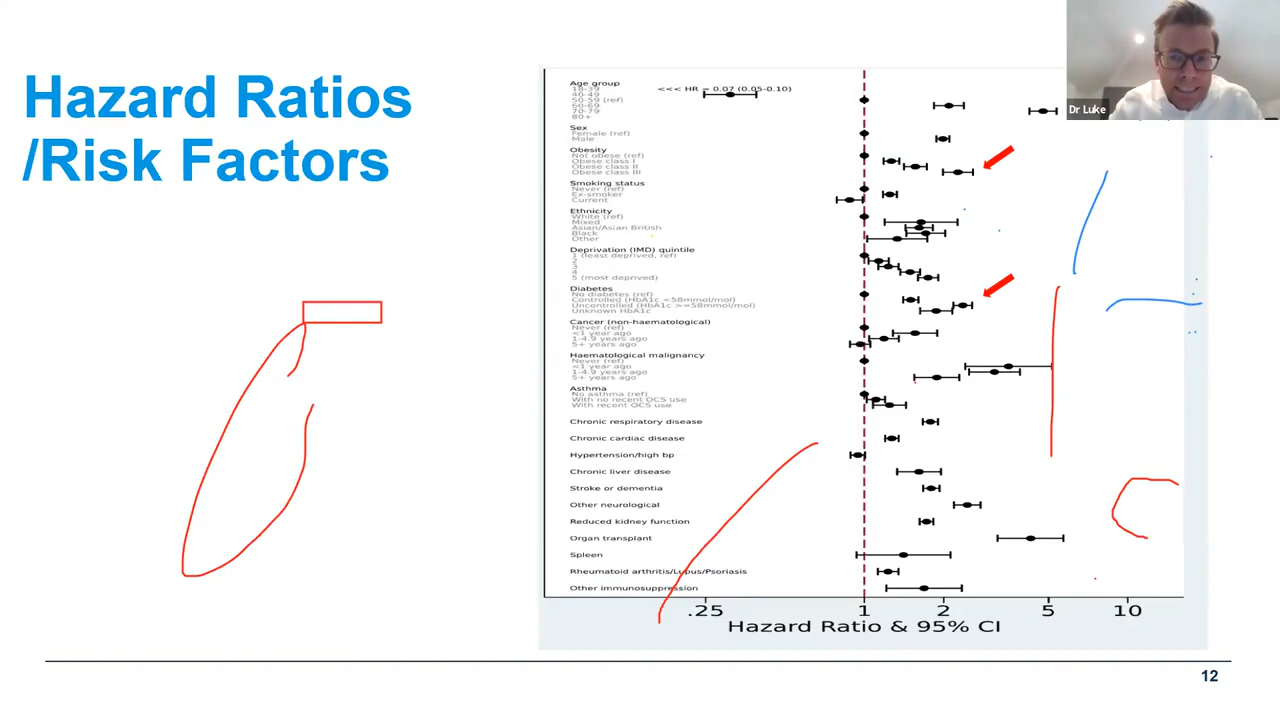 Hazard Ratios
/Risk Factors
Dr Luke
Age group
18-39
<<< HR = 0.07 (0.05-0.10)
40-49
50-59 (ref)
60-69
70-79
80+
Sex
Female (ref)
Male
Obesity
Not obese (ref)
Obese class I
Obese class II
Obese class III
Smoking status
Never (ref)
Ex-smoker
Current
Ethnicity
White (ref)
Mixed
Asian/Asian British
Black
Other
Deprivation (IMD) quintile
1 (least deprived, ref)
2
3
4
5 (most deprived)
Diabetes
No diabetes (ref)
Controlled (HbA1c <58mmol/mol)
Uncontrolled (HbA1c >=58mmol/mol)
Unknown HbA1c
Cancer (non-haematological)
Never (ref)
<1 year ago
1-4.9 years ago
5+ years ago
Haematological malignancy
Never (ref)
<1 year ago
1-4.9 years ago
5+ years ago
Asthma
No asthma (ref)
With no recent OCS use
With recent OCS use
Chronic respiratory disease
Chronic cardiac disease
Hypertension/high bp
Chronic liver disease
Stroke or dementia
Other neurological
Reduced kidney function
Organ transplant
Spleen
Rheumatoid arthritis/Lupus/Psoriasis
Other immunosuppression
.25 1 2 5 10
Hazard Ratio & 95% CI
12